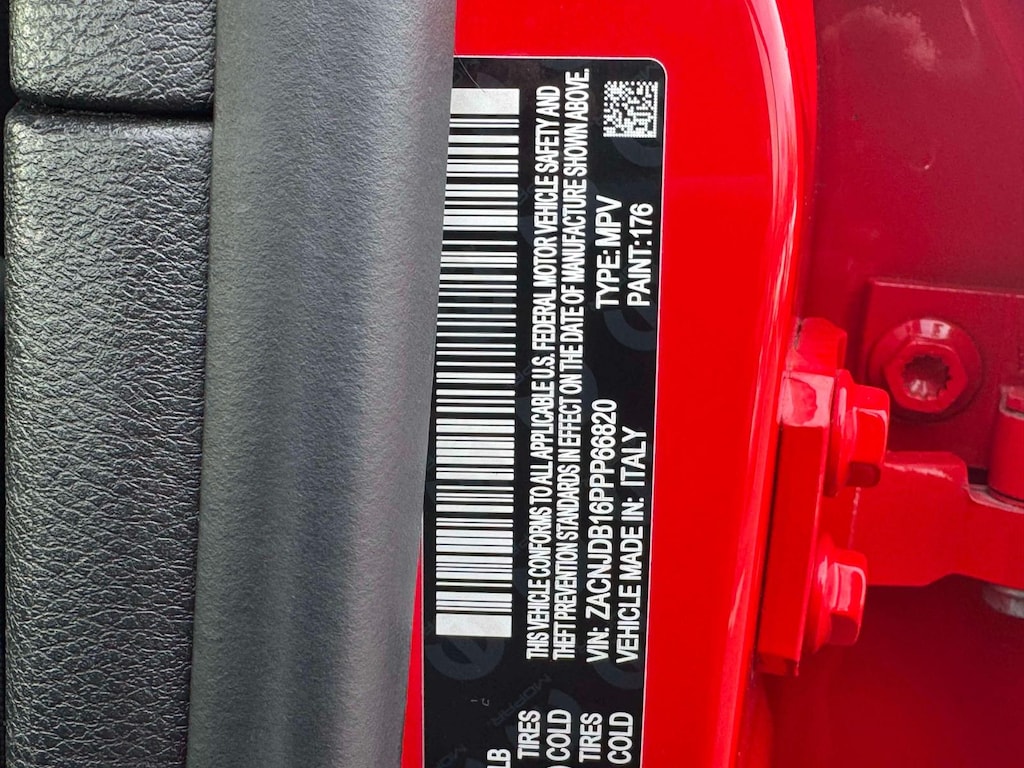 LB
TIRES
COLD
TIRES
COLD
THIS VEHICLE CONFORMS TO ALL APPLICABLE U.S. FEDERAL MOTOR VEHICLE SAFETY AND
THEFT PREVENTION STANDARDS IN EFFECT ON THE DATE OF MANUFACTURE SHOWN ABOVE.
VIN: ZACNJDB16PPP66820 TYPE: MPV
VEHICLE MADE IN: ITALY PAINT: 176
MOPAR